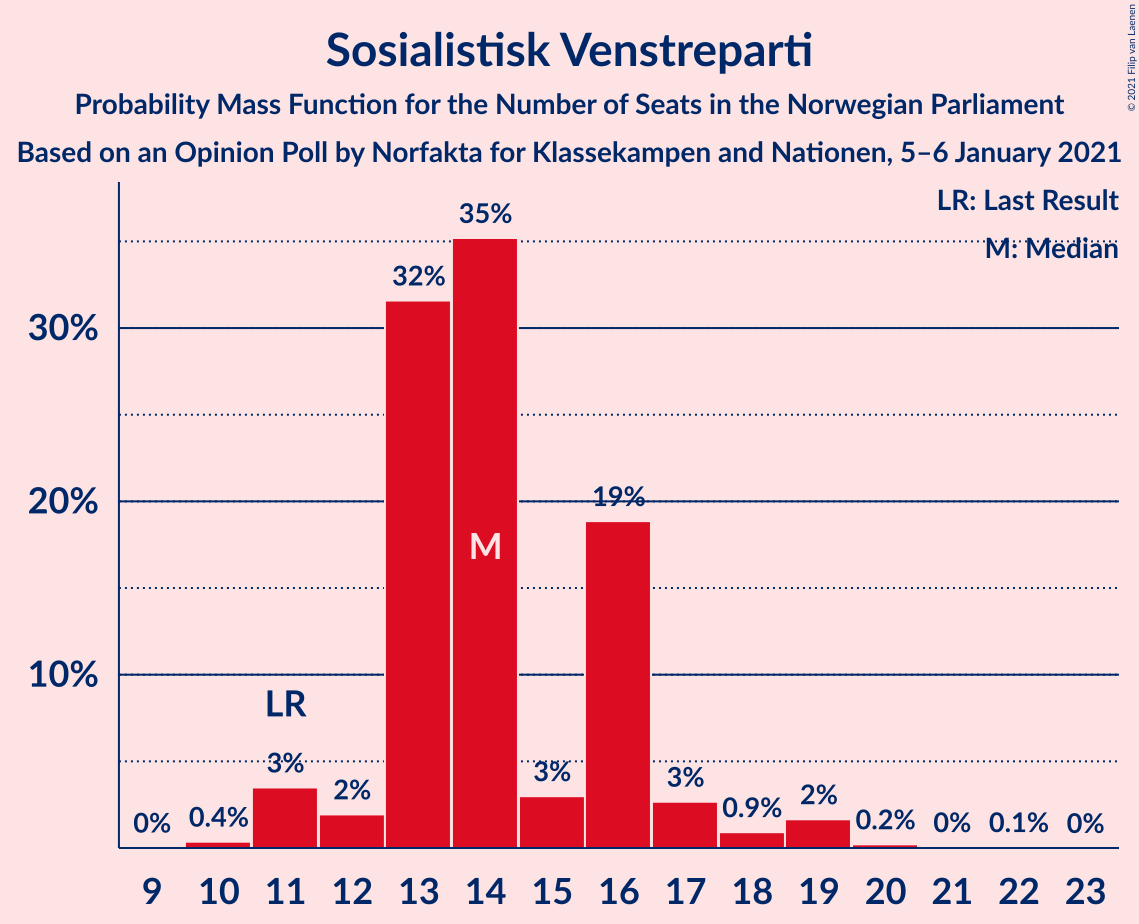 © 2021 Filip van Laenen
Sosialistisk Venstreparti
Probability Mass Function for the Number of Seats in the Norwegian Parliament
Based on an Opinion Poll by Norfakta for Klassekampen and Nationen, 5–6 January 2021
LR: Last Result
M: Median
30%
20%
10%
0%
0.4%
LR
3%
2%
32%
35%
M
3%
19%
3%
0.9%
2%
0.2%
0%
0.1%
0%
9 10 11 12 13 14 15 16 17 18 19 20 21 22 23